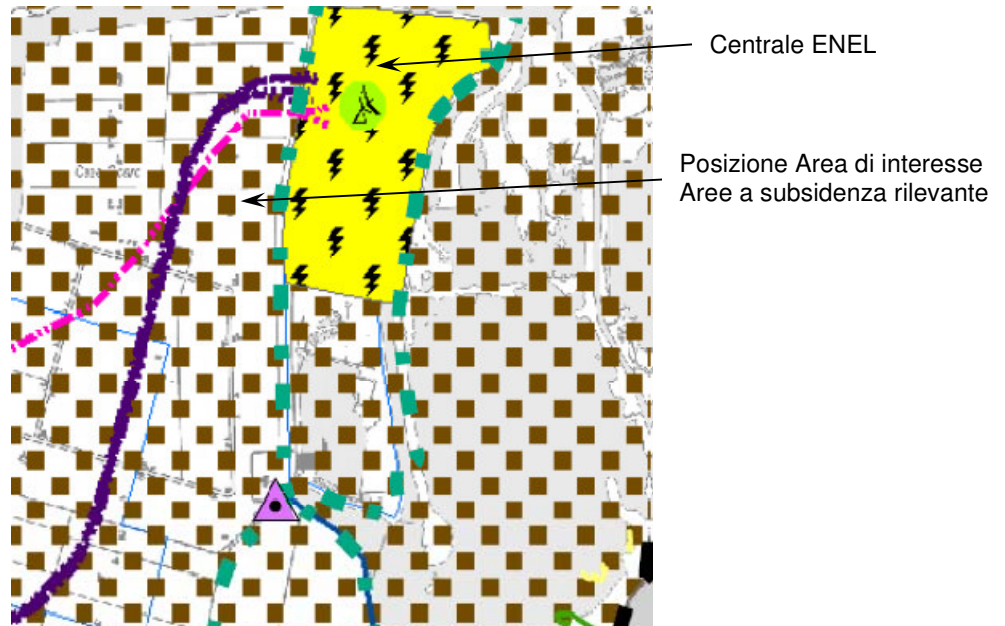 Centrale ENEL
Posizione Area di interesse
Aree a subsidenza rilevante